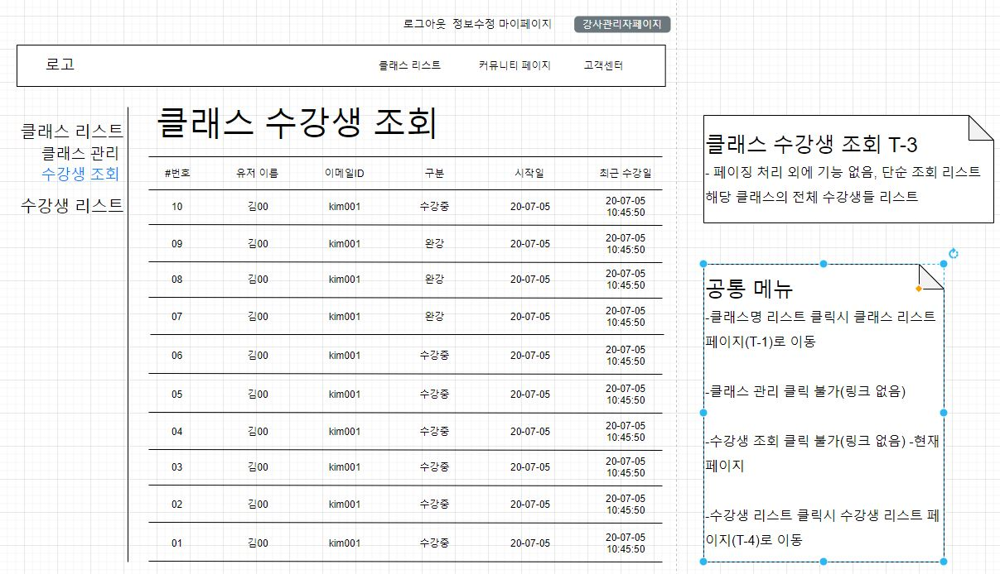 로그아웃 정보수정 마이페이지 강사관리자페이지
로고 클래스 리스트 커뮤니티 페이지 고객센터
클래스 리스트
클래스 관리
수강생 조회
수강생 리스트
클래스 수강생 조회
#번호 유저 이름 이메일ID 구분 시작일 최근 수강일
10 김00 kim001 수강중 20-07-05 20-07-05
10:45:50
09 김00 kim001 완강 20-07-05 20-07-05
10:45:50
08 김00 kim001 완강 20-07-05 20-07-05
10:45:50
07 김00 kim001 완강 20-07-05 20-07-05
10:45:50
06 김00 kim001 수강중 20-07-05 20-07-05
10:45:50
05 김00 kim001 수강중 20-07-05 20-07-05
10:45:50
04 김00 kim001 수강중 20-07-05 20-07-05
10:45:50
03 김00 kim001 수강중 20-07-05 20-07-05
10:45:50
02 김00 kim001 수강중 20-07-05 20-07-05
10:45:50
01 김00 kim001 수강중 20-07-05 20-07-05
10:45:50
클래스 수강생 조회 T-3
- 페이징 처리 외에 기능 없음, 단순 조회 리스트
해당 클래스의 전체 수강생들 리스트
공통 메뉴
-클래스명 리스트 클릭시 클래스 리스트
페이지(T-1)로 이동
-클래스 관리 클릭 불가(링크 없음)
-수강생 조회 클릭 불가(링크 없음) -현재
페이지
-수강생 리스트 클릭시 수강생 리스트 페
이지(T-4)로 이동